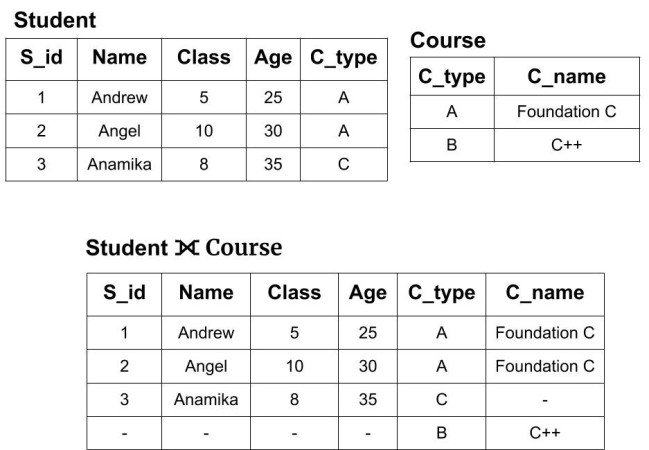 Student
S_id Name Class Age C_type
1 Andrew 5 25 A
2 Angel 10 30 A
3 Anamika 8 35 C
Course
C_type C_name
A Foundation C
B C++
Student ⪥ Course
S_id Name Class Age C_type C_name
1 Andrew 5 25 A Foundation C
2 Angel 10 30 A Foundation C
3 Anamika 8 35 C -
- - - - B C++